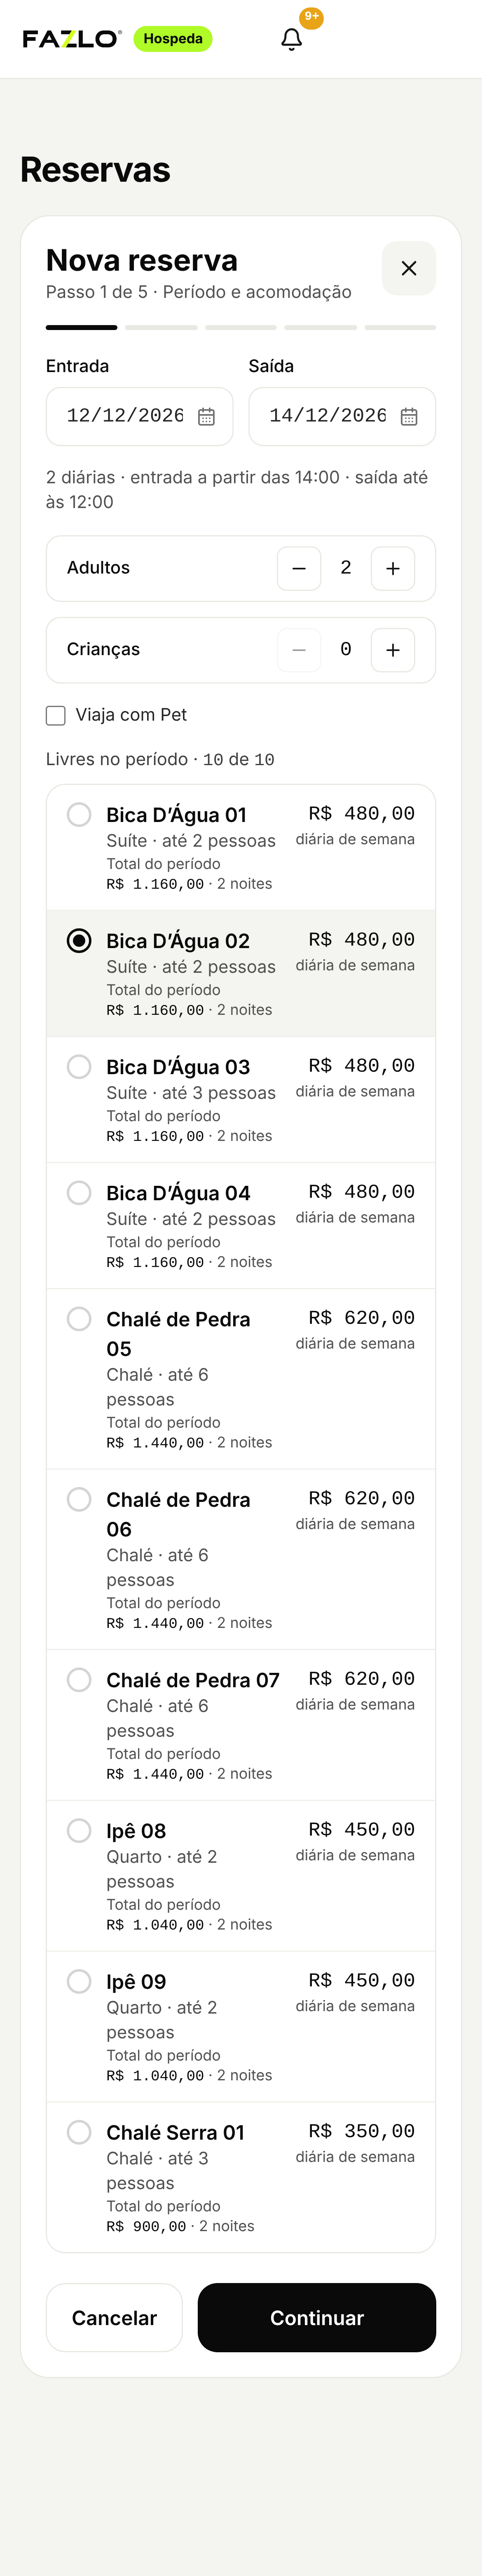 FAZLO Hospeda 9+
Reservas
Nova reserva
Passo 1 de 5 · Período e acomodação
Entrada Saída
12/12/2026 14/12/2026
2 diárias · entrada a partir das 14:00 · saída até
às 12:00
Adultos − 2 +
Crianças − 0 +
Viaja com Pet
Livres no período · 10 de 10
Bica D’Água 01 R$ 480,00
Suíte · até 2 pessoas diária de semana
Total do período
R$ 1.160,00 · 2 noites
Bica D’Água 02 R$ 480,00
Suíte · até 2 pessoas diária de semana
Total do período
R$ 1.160,00 · 2 noites
Bica D’Água 03 R$ 480,00
Suíte · até 3 pessoas diária de semana
Total do período
R$ 1.160,00 · 2 noites
Bica D’Água 04 R$ 480,00
Suíte · até 2 pessoas diária de semana
Total do período
R$ 1.160,00 · 2 noites
Chalé de Pedra R$ 620,00
05 diária de semana
Chalé · até 6
pessoas
Total do período
R$ 1.440,00 · 2 noites
Chalé de Pedra R$ 620,00
06 diária de semana
Chalé · até 6
pessoas
Total do período
R$ 1.440,00 · 2 noites
Chalé de Pedra 07 R$ 620,00
Chalé · até 6 diária de semana
pessoas
Total do período
R$ 1.440,00 · 2 noites
Ipê 08 R$ 450,00
Quarto · até 2 diária de semana
pessoas
Total do período
R$ 1.040,00 · 2 noites
Ipê 09 R$ 450,00
Quarto · até 2 diária de semana
pessoas
Total do período
R$ 1.040,00 · 2 noites
Chalé Serra 01 R$ 350,00
Chalé · até 3 diária de semana
pessoas
Total do período
R$ 900,00 · 2 noites
Cancelar Continuar